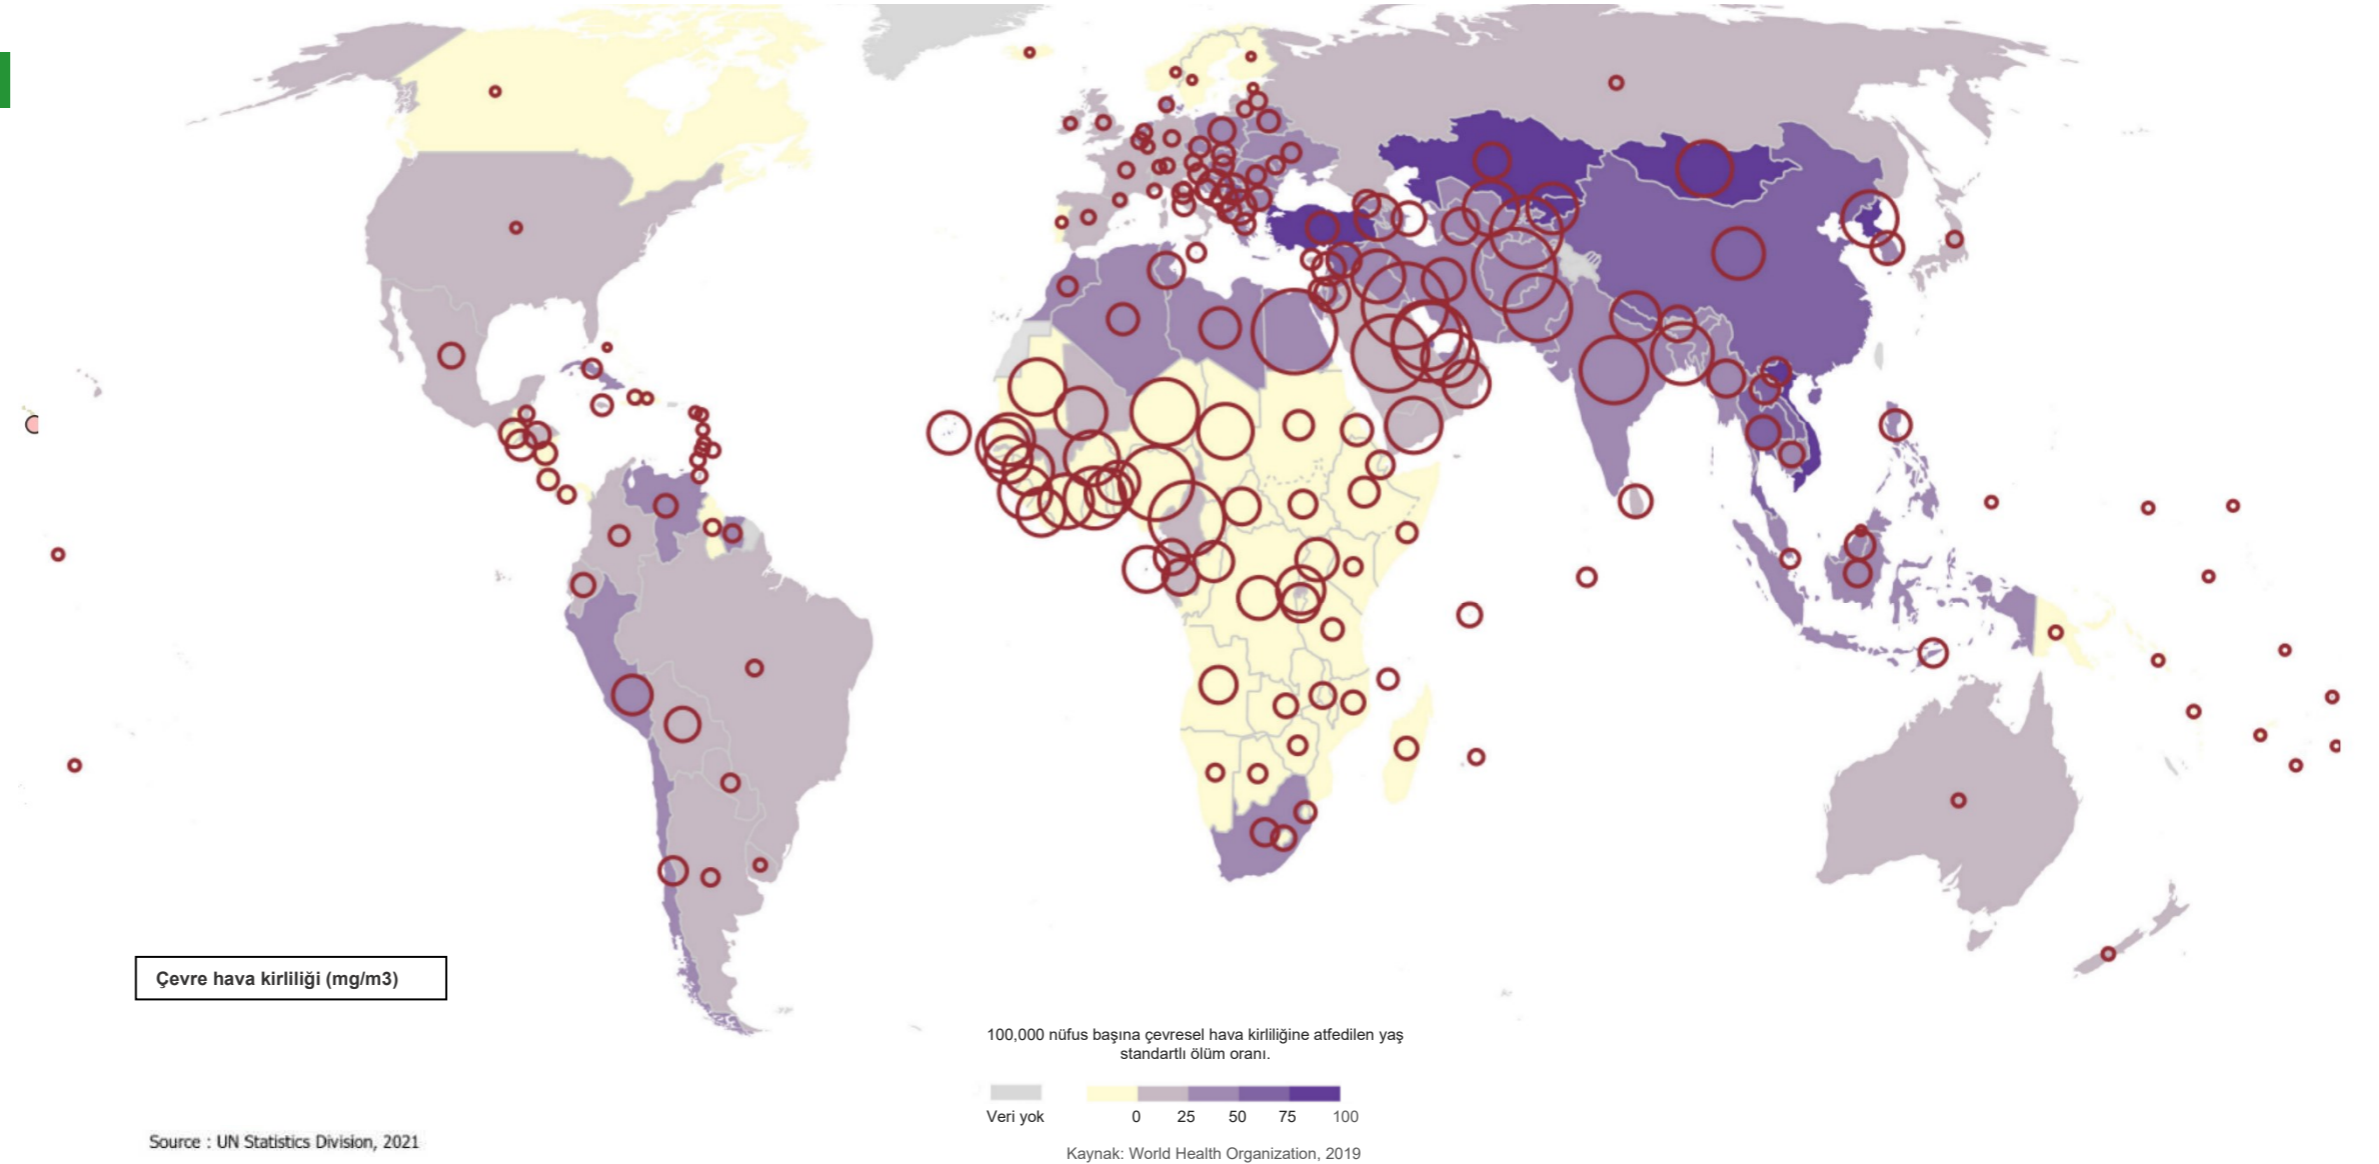 Çevre hava kirliliği (mg/m3)
100,000 nüfus başına çevresel hava kirliliğine atfedilen yaş
standartlı ölüm oranı.
Veri yok
0 25 50 75 100
Source : UN Statistics Division, 2021
Kaynak: World Health Organization, 2019